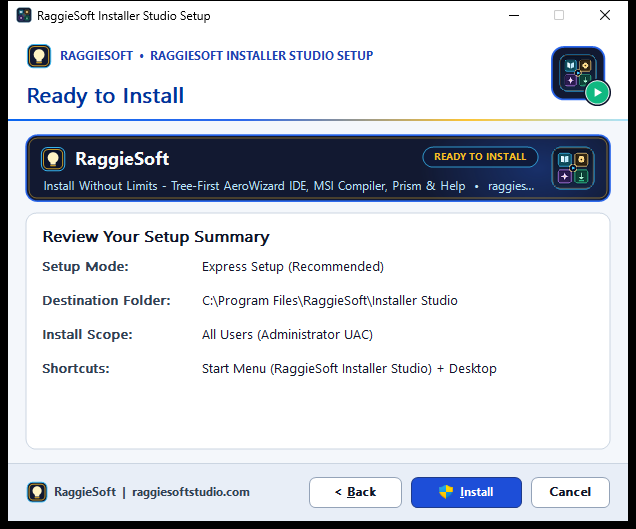 RaggieSoft Installer Studio Setup
RAGGIESOFT • RAGGIESOFT INSTALLER STUDIO SETUP
Ready to Install
RaggieSoft
READY TO INSTALL
Install Without Limits - Tree-First AeroWizard IDE, MSI Compiler, Prism & Help • raggies...
Review Your Setup Summary
Setup Mode: Express Setup (Recommended)
Destination Folder: C:\Program Files\RaggieSoft\Installer Studio
Install Scope: All Users (Administrator UAC)
Shortcuts: Start Menu (RaggieSoft Installer Studio) + Desktop
RaggieSoft | raggiesoftstudio.com
< Back
Install
Cancel